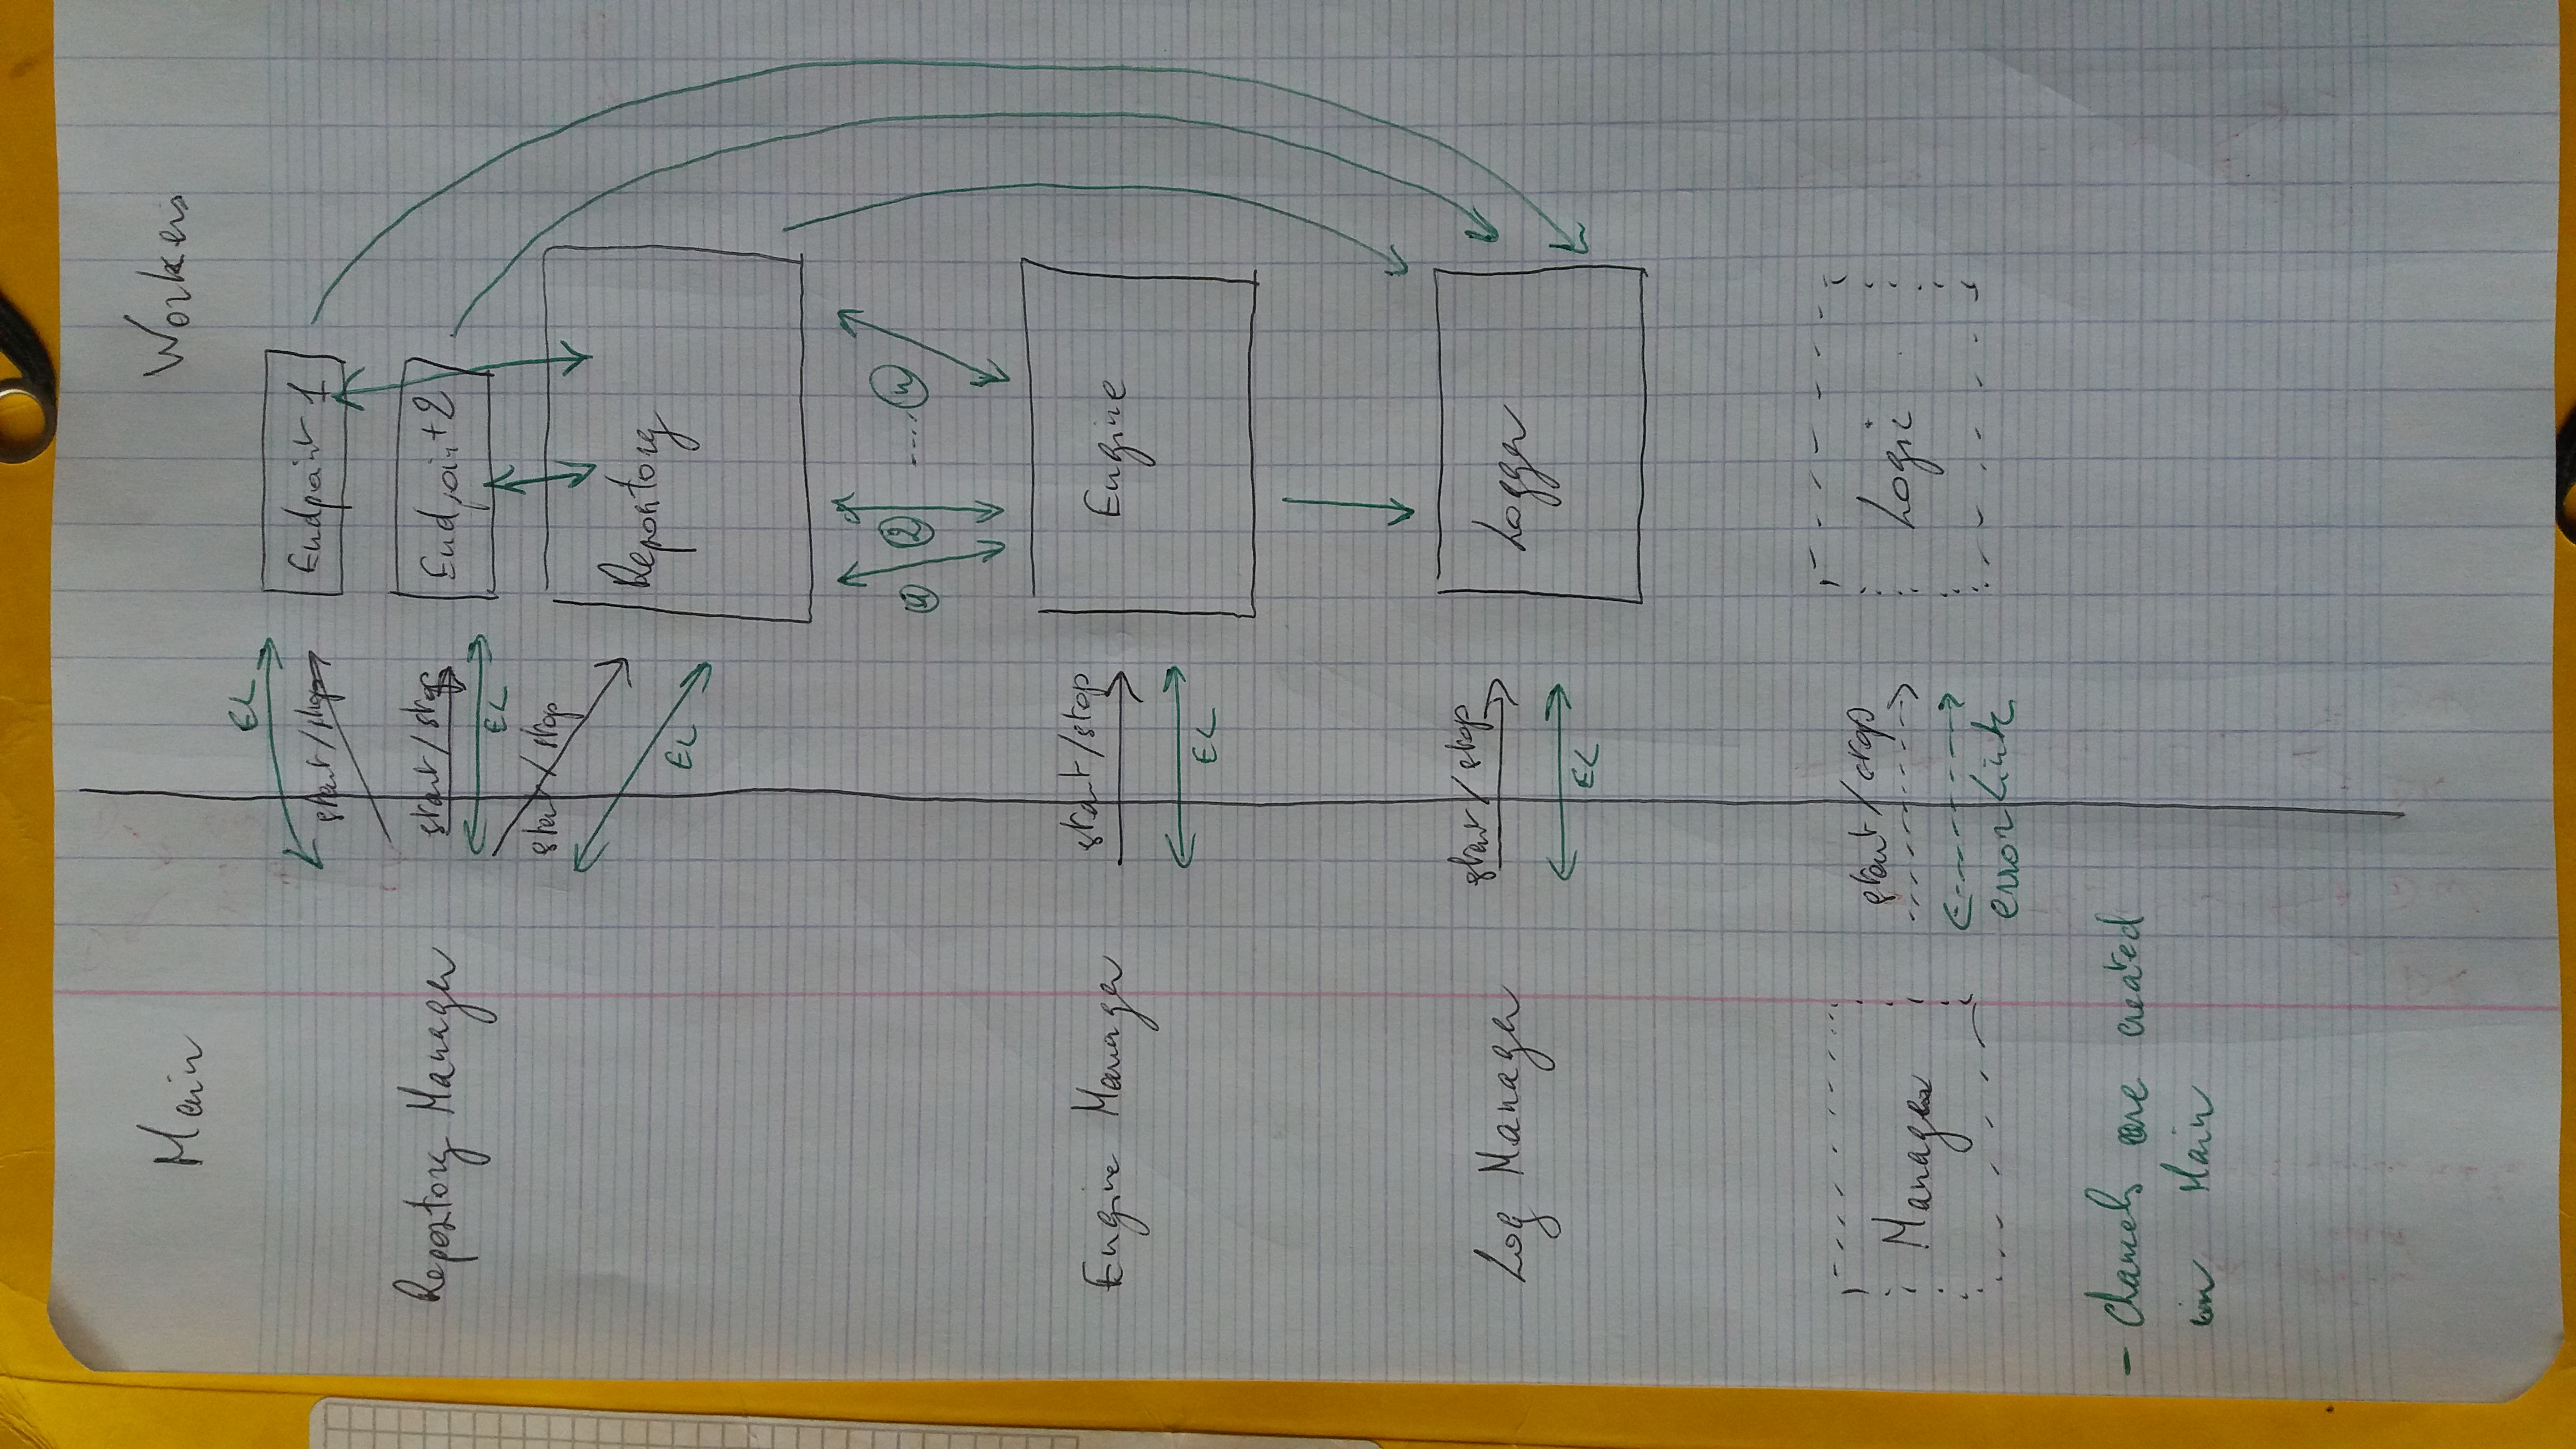 Main
Workers
EL
start/stop
Endpoint 1
Repository Manager
start/stop
Endpoint 2
EL
start/stop
Repository
EL
1
2
.... n
start/stop
Engine Manager
Engine
EL
start/stop
Log Manager
Logger
EL
start/stop
Manager
Logic
error Link
- Channels are created
in Main